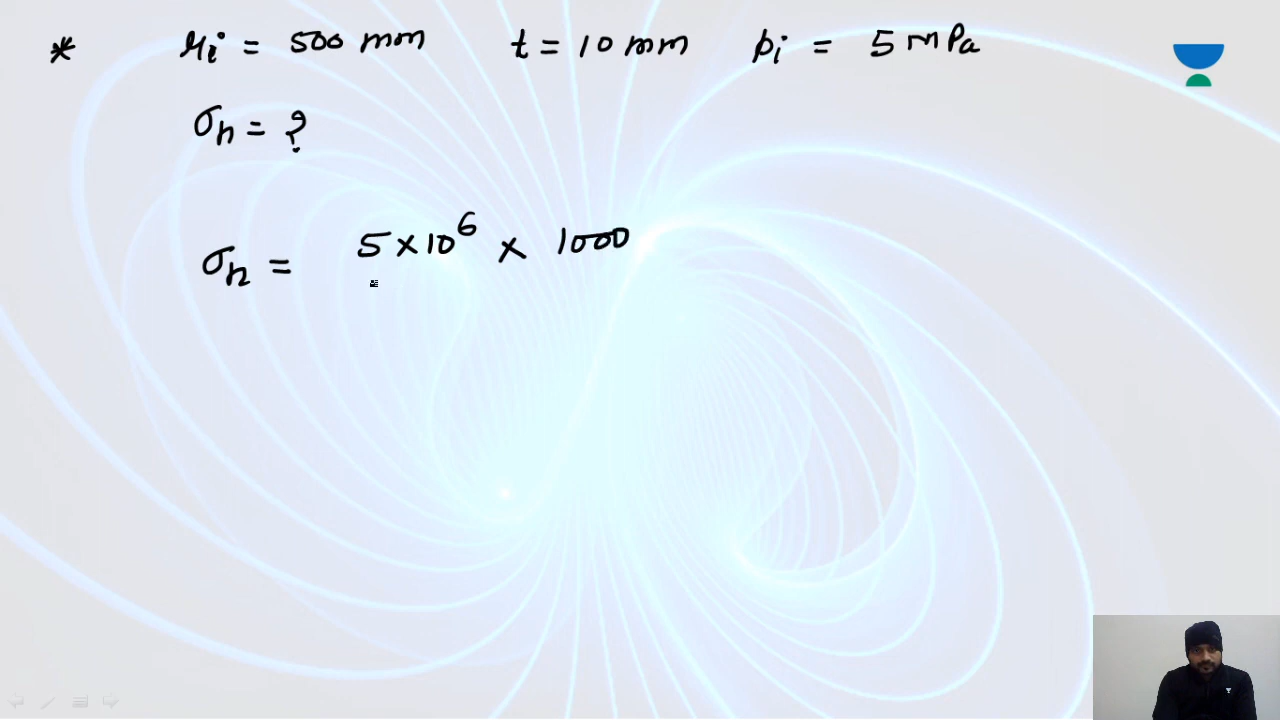 * ri = 500 mm t = 10 mm pi = 5 MPa
σh = ?
σh = 5 × 10^6 × 1000